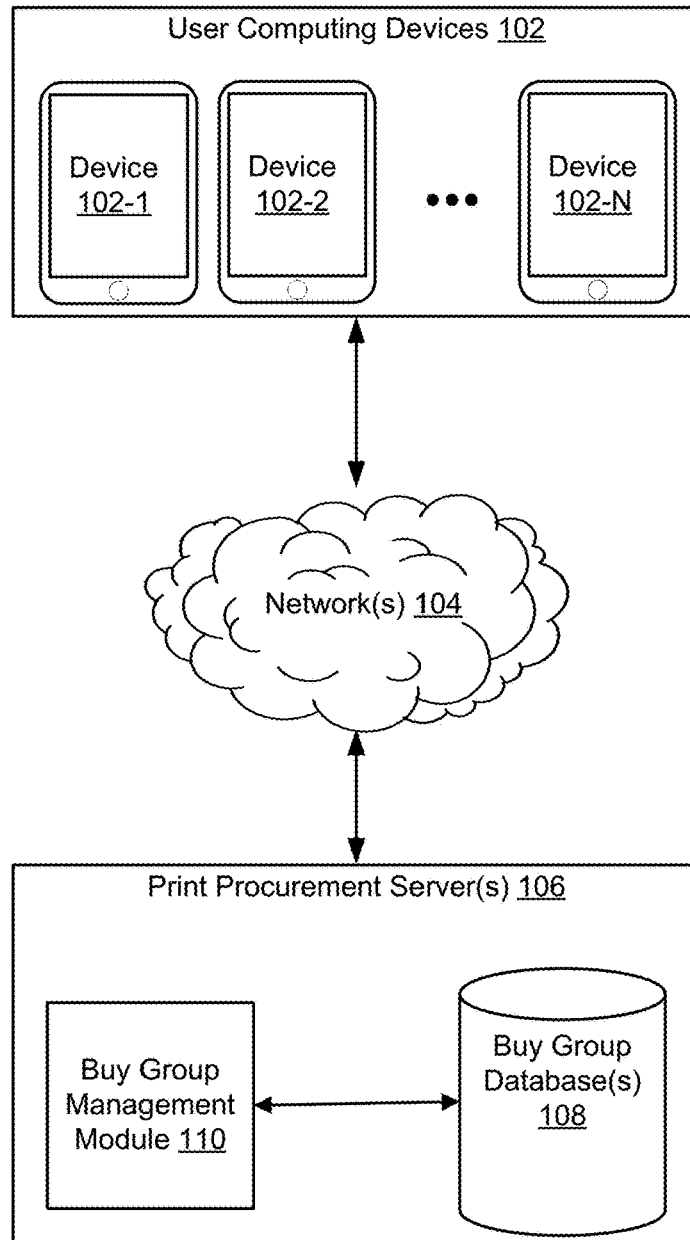 User Computing Devices 102
Device
102-1
Device
102-2
Device
102-N
Network(s) 104
Print Procurement Server(s) 106
Buy Group
Management
Module 110
Buy Group
Database(s)
108